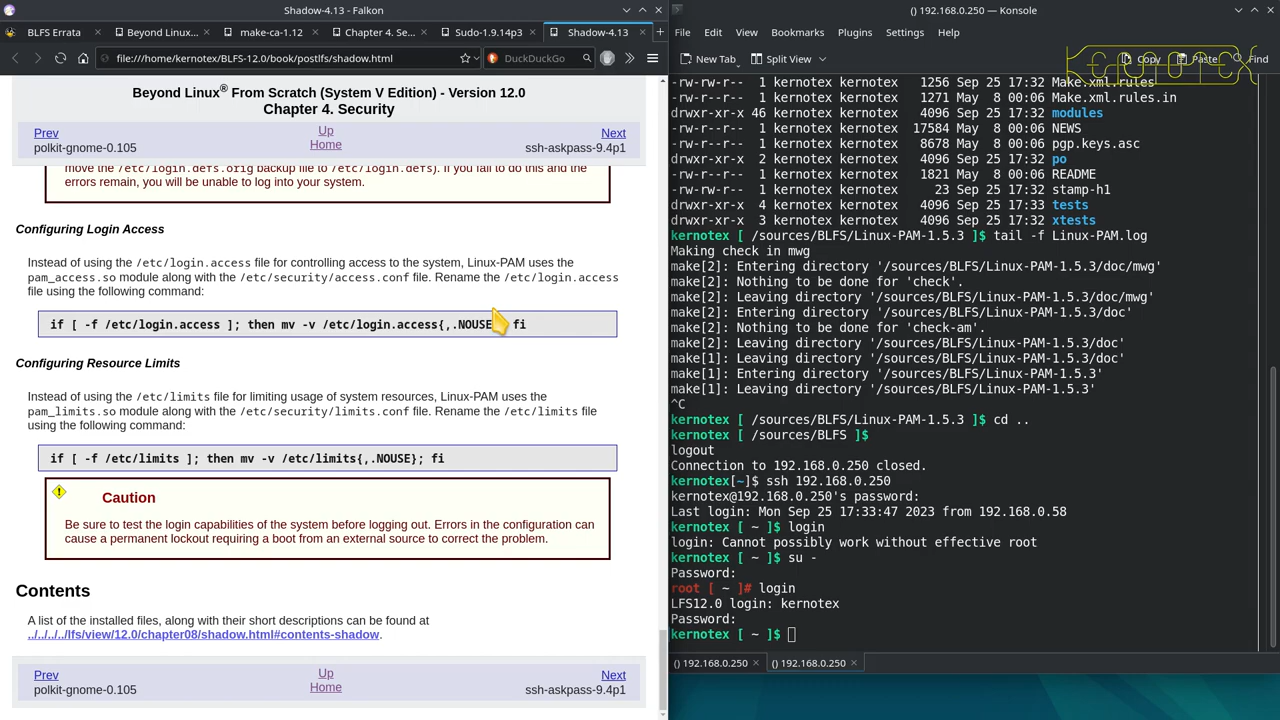 Shadow-4.13 - Falkon
BLFS Errata
Beyond Linux...
make-ca-1.12
Chapter 4. Se...
Sudo-1.9.14p3
Shadow-4.13
file:///home/kernotex/BLFS-12.0/book/postlfs/shadow.html
DuckDuckGo
Beyond Linux® From Scratch (System V Edition) - Version 12.0
Chapter 4. Security
Prev
polkit-gnome-0.105
Up
Home
Next
ssh-askpass-9.4p1
move the /etc/login.defs.orig backup file to /etc/login.defs). If you fail to do this and the
errors remain, you will be unable to log into your system.
Configuring Login Access
Instead of using the /etc/login.access file for controlling access to the system, Linux-PAM uses the
pam_access.so module along with the /etc/security/access.conf file. Rename the /etc/login.access
file using the following command:
if [ -f /etc/login.access ]; then mv -v /etc/login.access{,.NOUSE fi
Configuring Resource Limits
Instead of using the /etc/limits file for limiting usage of system resources, Linux-PAM uses the
pam_limits.so module along with the /etc/security/limits.conf file. Rename the /etc/limits file
using the following command:
if [ -f /etc/limits ]; then mv -v /etc/limits{,.NOUSE}; fi
Caution
Be sure to test the login capabilities of the system before logging out. Errors in the configuration can
cause a permanent lockout requiring a boot from an external source to correct the problem.
Contents
A list of the installed files, along with their short descriptions can be found at
../../../../lfs/view/12.0/chapter08/shadow.html#contents-shadow.
Prev
polkit-gnome-0.105
Up
Home
Next
ssh-askpass-9.4p1
() 192.168.0.250 — Konsole
File Edit View Bookmarks Plugins Settings Help
New Tab Split View Copy Paste Find
kernotex
-rw-rw-r-- 1 kernotex kernotex 1256 Sep 25 17:32 Make.xml.rules
-rw-rw-r-- 1 kernotex kernotex 1271 May 8 00:06 Make.xml.rules.in
drwxr-xr-x 46 kernotex kernotex 4096 Sep 25 17:32 modules
-rw-rw-r-- 1 kernotex kernotex 17584 May 8 00:06 NEWS
-rw-rw-r-- 1 kernotex kernotex 8678 May 8 00:06 pgp.keys.asc
drwxr-xr-x 2 kernotex kernotex 4096 Sep 25 17:32 po
-rw-rw-r-- 1 kernotex kernotex 1821 May 8 00:06 README
-rw-r--r-- 1 kernotex kernotex 23 Sep 25 17:32 stamp-h1
drwxr-xr-x 4 kernotex kernotex 4096 Sep 25 17:33 tests
drwxr-xr-x 3 kernotex kernotex 4096 Sep 25 17:32 xtests
kernotex [ /sources/BLFS/Linux-PAM-1.5.3 ]$ tail -f Linux-PAM.log
Making check in mwg
make[2]: Entering directory '/sources/BLFS/Linux-PAM-1.5.3/doc/mwg'
make[2]: Nothing to be done for 'check'.
make[2]: Leaving directory '/sources/BLFS/Linux-PAM-1.5.3/doc/mwg'
make[2]: Entering directory '/sources/BLFS/Linux-PAM-1.5.3/doc'
make[2]: Nothing to be done for 'check-am'.
make[2]: Leaving directory '/sources/BLFS/Linux-PAM-1.5.3/doc'
make[1]: Leaving directory '/sources/BLFS/Linux-PAM-1.5.3/doc'
make[1]: Entering directory '/sources/BLFS/Linux-PAM-1.5.3'
make[1]: Leaving directory '/sources/BLFS/Linux-PAM-1.5.3'
^C
kernotex [ /sources/BLFS/Linux-PAM-1.5.3 ]$ cd ..
kernotex [ /sources/BLFS ]$
logout
Connection to 192.168.0.250 closed.
kernotex[~]$ ssh 192.168.0.250
kernotex@192.168.0.250's password:
Last login: Mon Sep 25 17:33:47 2023 from 192.168.0.58
kernotex [ ~ ]$ login
login: Cannot possibly work without effective root
kernotex [ ~ ]$ su -
Password:
root [ ~ ]# login
LFS12.0 login: kernotex
Password:
kernotex [ ~ ]$
() 192.168.0.250
() 192.168.0.250